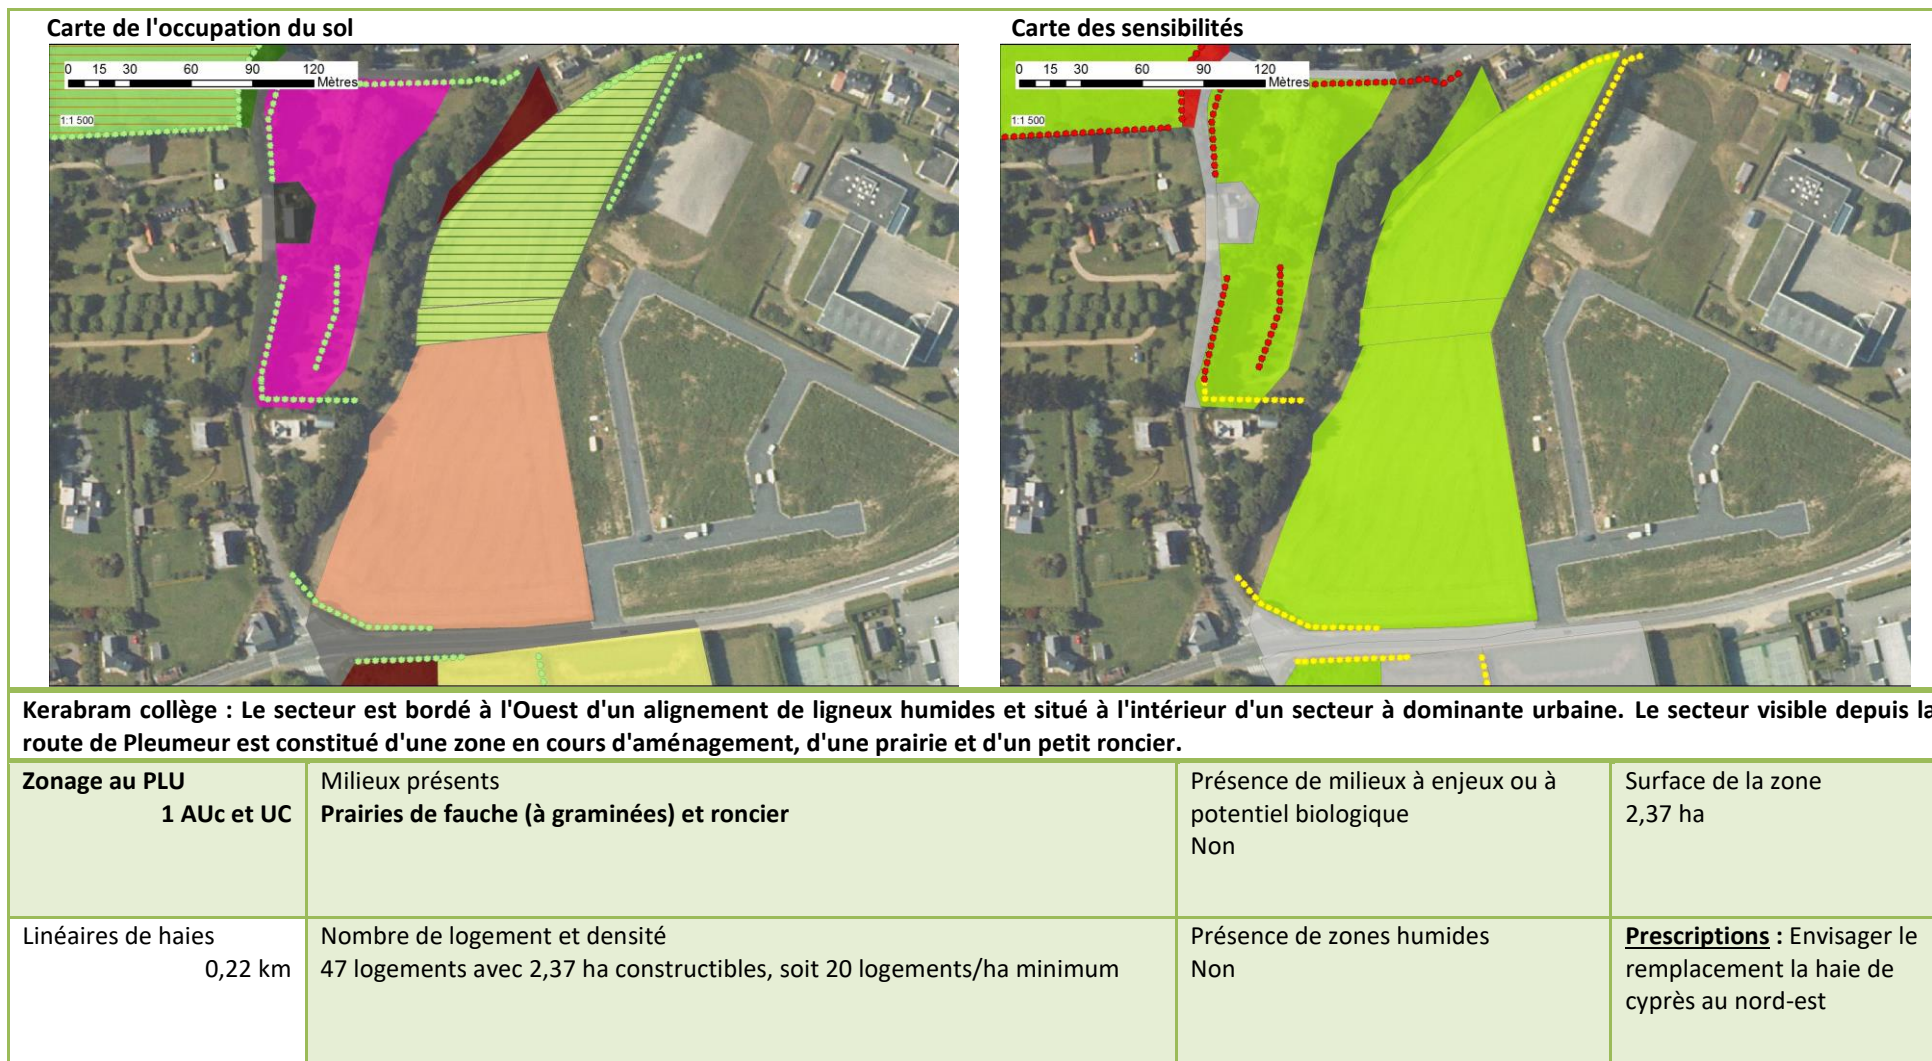 Carte de l'occupation du sol
Carte des sensibilités
0 15 30 60 90 120
Mètres
1:1 500
0 15 30 60 90 120
Mètres
1:1 500
Kerabram collège : Le secteur est bordé à l'Ouest d'un alignement de ligneux humides et situé à l'intérieur d'un secteur à dominante urbaine. Le secteur visible depuis la
route de Pleumeur est constitué d'une zone en cours d'aménagement, d'une prairie et d'un petit roncier.
Zonage au PLU
1 AUc et UC
Milieux présents
Prairies de fauche (à graminées) et roncier
Présence de milieux à enjeux ou à
potentiel biologique
Non
Surface de la zone
2,37 ha
Linéaires de haies
0,22 km
Nombre de logement et densité
47 logements avec 2,37 ha constructibles, soit 20 logements/ha minimum
Présence de zones humides
Non
Prescriptions : Envisager le
remplacement la haie de
cyprès au nord-est